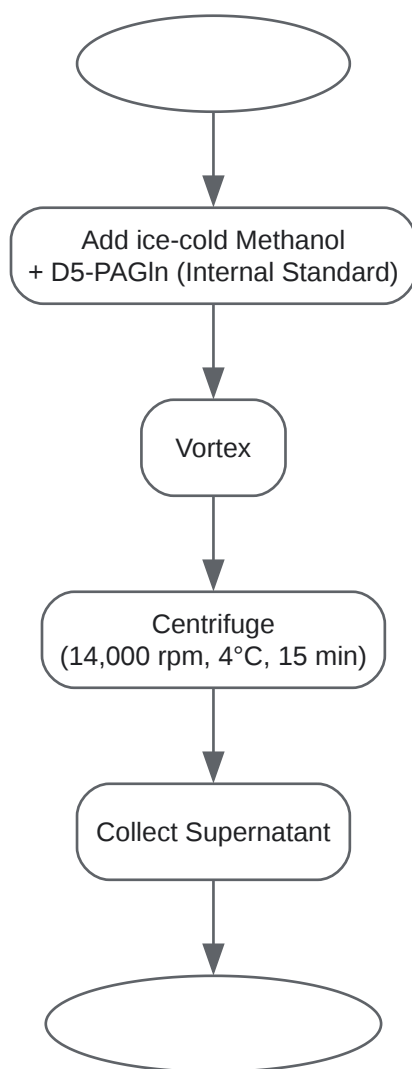 Add ice-cold Methanol
+ D5-PAGln (Internal Standard)
Vortex
Centrifuge
(14,000 rpm, 4°C, 15 min)
Collect Supernatant